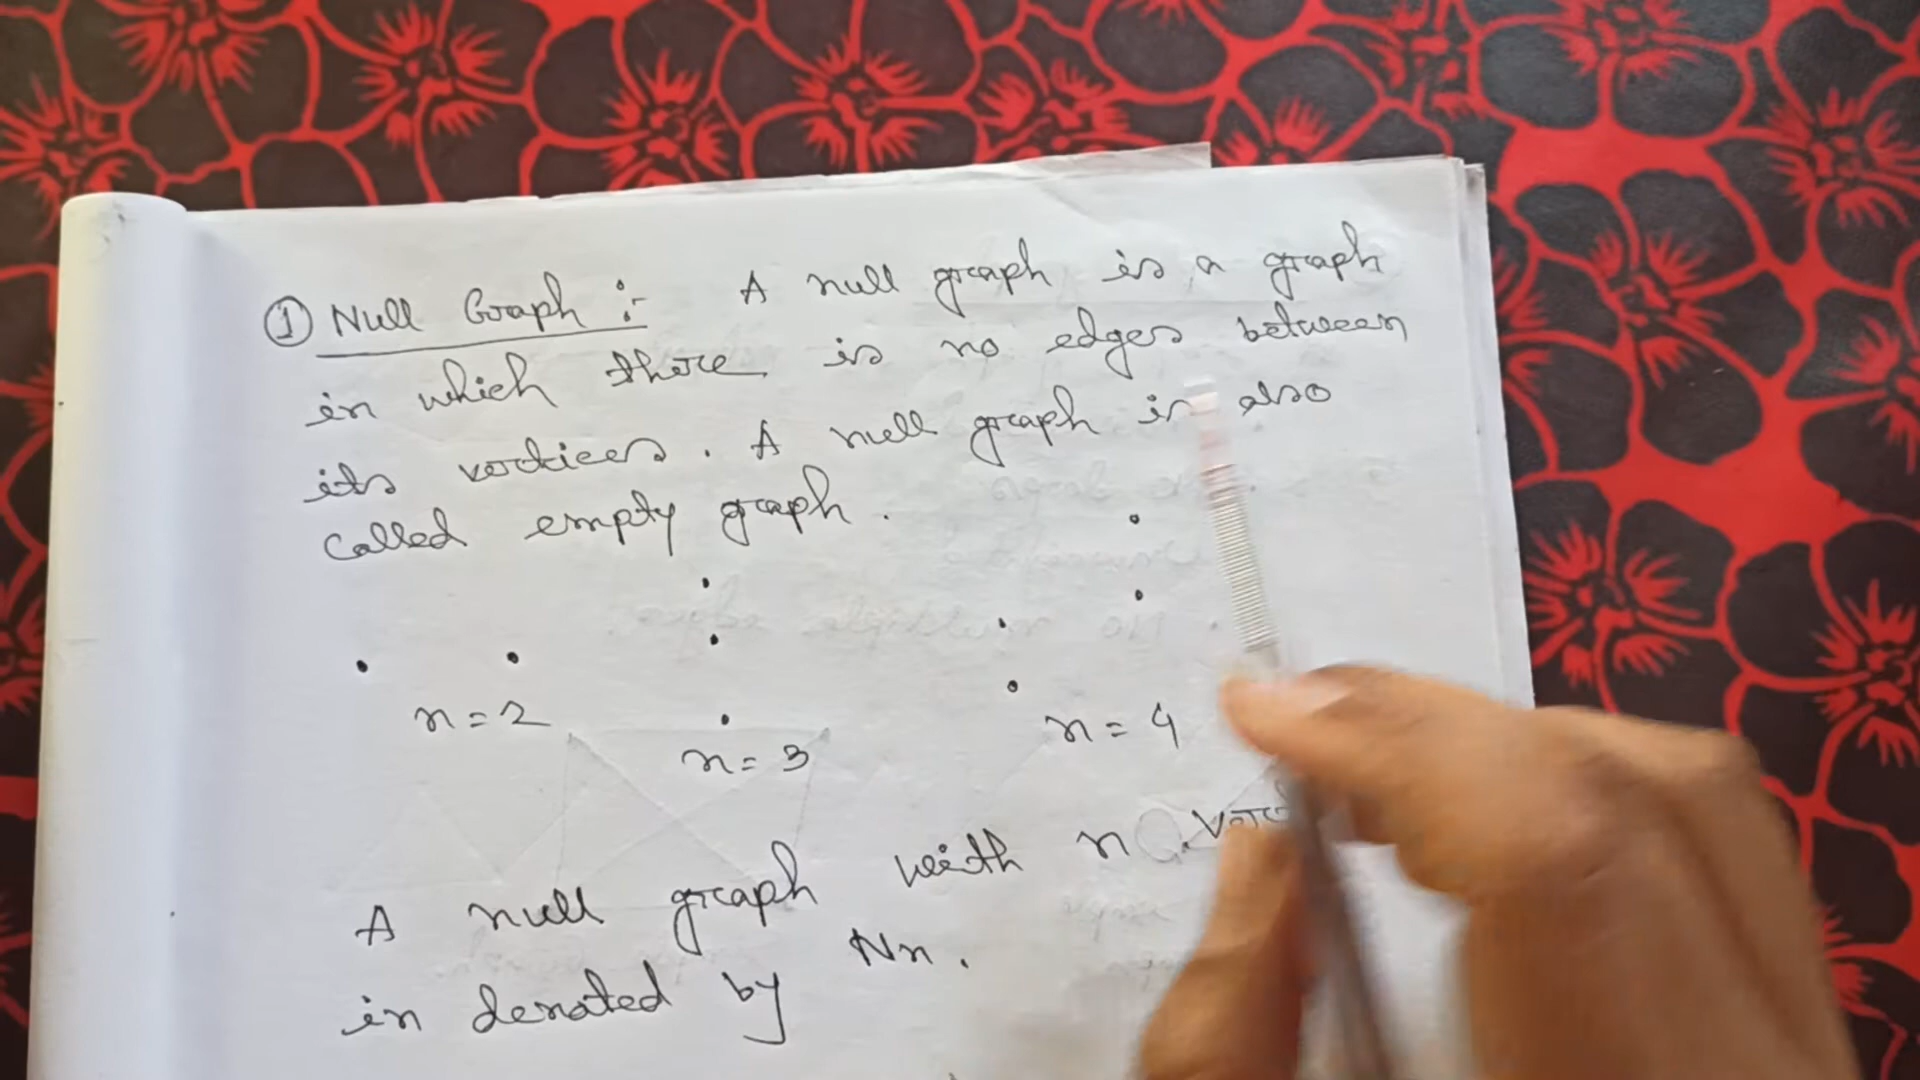 ① Null Graph :- A null graph is a graph
in which there is no edges between
its vertices. A null graph is also
called empty graph.
n = 2
n = 3
n = 4
A null graph with n
is denoted by Nn.